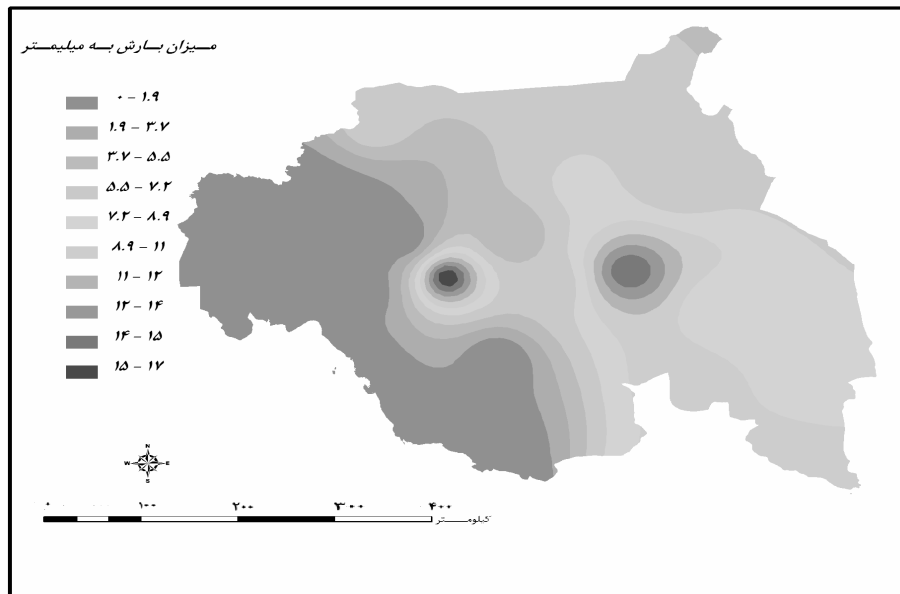 میزان بارش به میلیمتر
۰ – ۱.۹
۱.۹ – ۳.۷
۳.۷ – ۵.۵
۵.۵ – ۷.۲
۷.۲ – ۸.۹
۸.۹ – ۱۱
۱۱ – ۱۲
۱۲ – ۱۴
۱۴ – ۱۵
۱۵ – ۱۷
N
W E
S
۰ ۱۰۰ ۲۰۰ ۳۰۰ ۴۰۰
کیلومتر